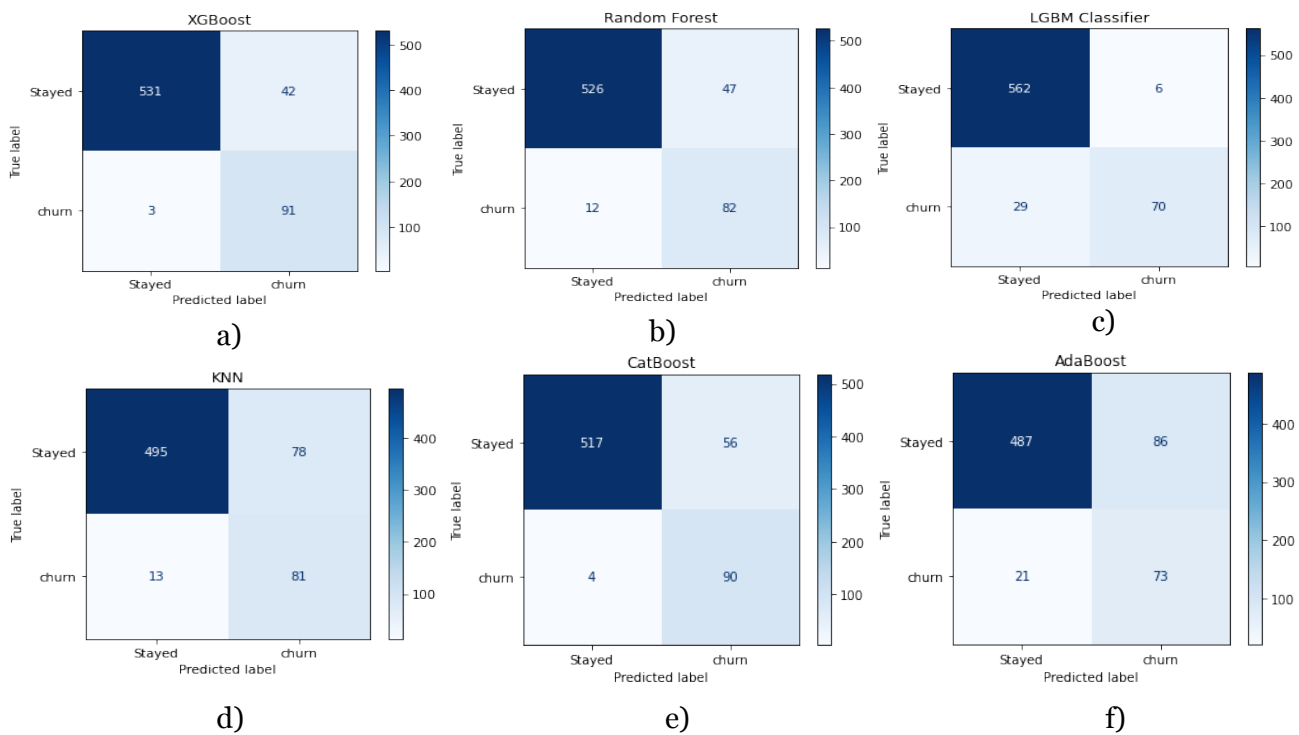 XGBoost
Random Forest
LGBM Classifier
Stayed 531 42 500
Stayed 526 47 500
Stayed 562 6 500
400
400
400
300
300
300
True label
True label
True label
200
200
200
churn 3 91 100
churn 12 82 100
churn 29 70 100
Stayed churn
Stayed churn
Stayed churn
Predicted label
Predicted label
Predicted label
a)
b)
c)
KNN
CatBoost
AdaBoost
Stayed 495 78 400
Stayed 517 56 500
Stayed 487 86 400
400
300
300
300
True label
True label
True label
200
200
200
churn 13 81 100
churn 4 90 100
churn 21 73 100
Stayed churn
Stayed churn
Stayed churn
Predicted label
Predicted label
Predicted label
d)
e)
f)